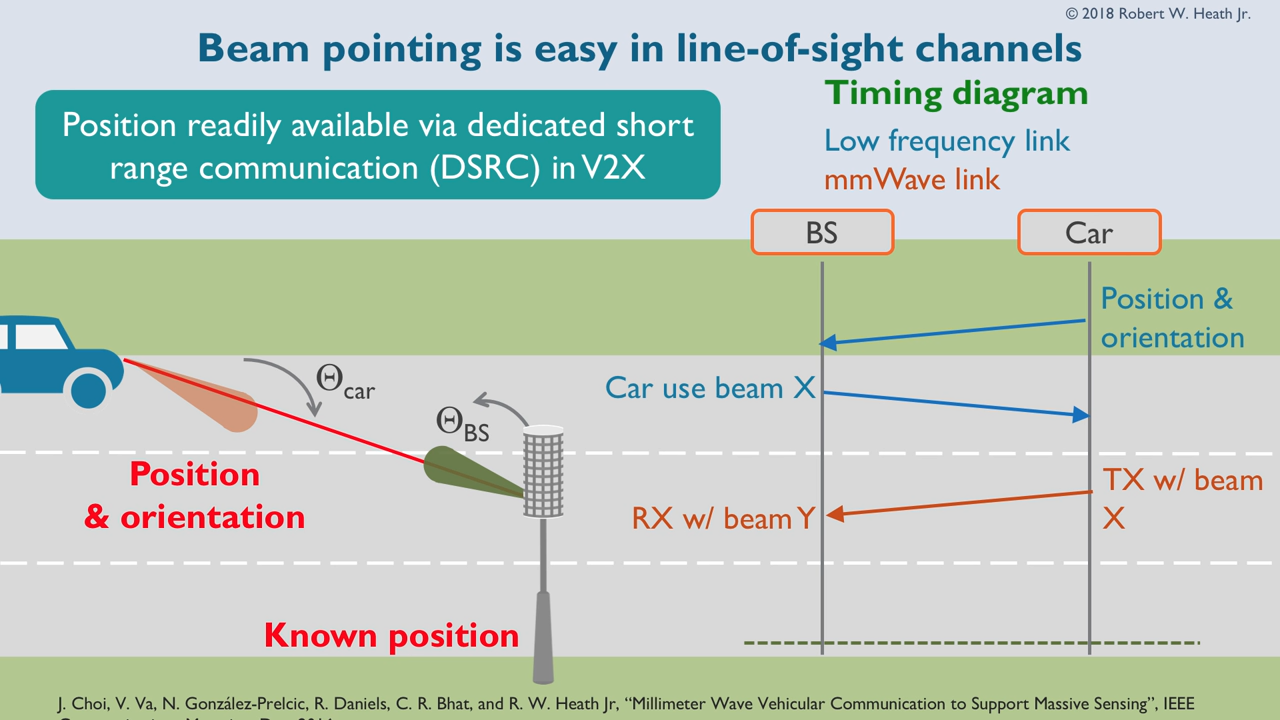 © 2018 Robert W. Heath Jr.
Beam pointing is easy in line-of-sight channels
Position readily available via dedicated short
range communication (DSRC) in V2X
Timing diagram
Low frequency link
mmWave link
BS
Car
Position &
orientation
Car use beam X
TX w/ beam
X
RX w/ beam Y
Θcar
ΘBS
Position
& orientation
Known position
J. Choi, V. Va, N. González-Prelcic, R. Daniels, C. R. Bhat, and R. W. Heath Jr, “Millimeter Wave Vehicular Communication to Support Massive Sensing”, IEEE